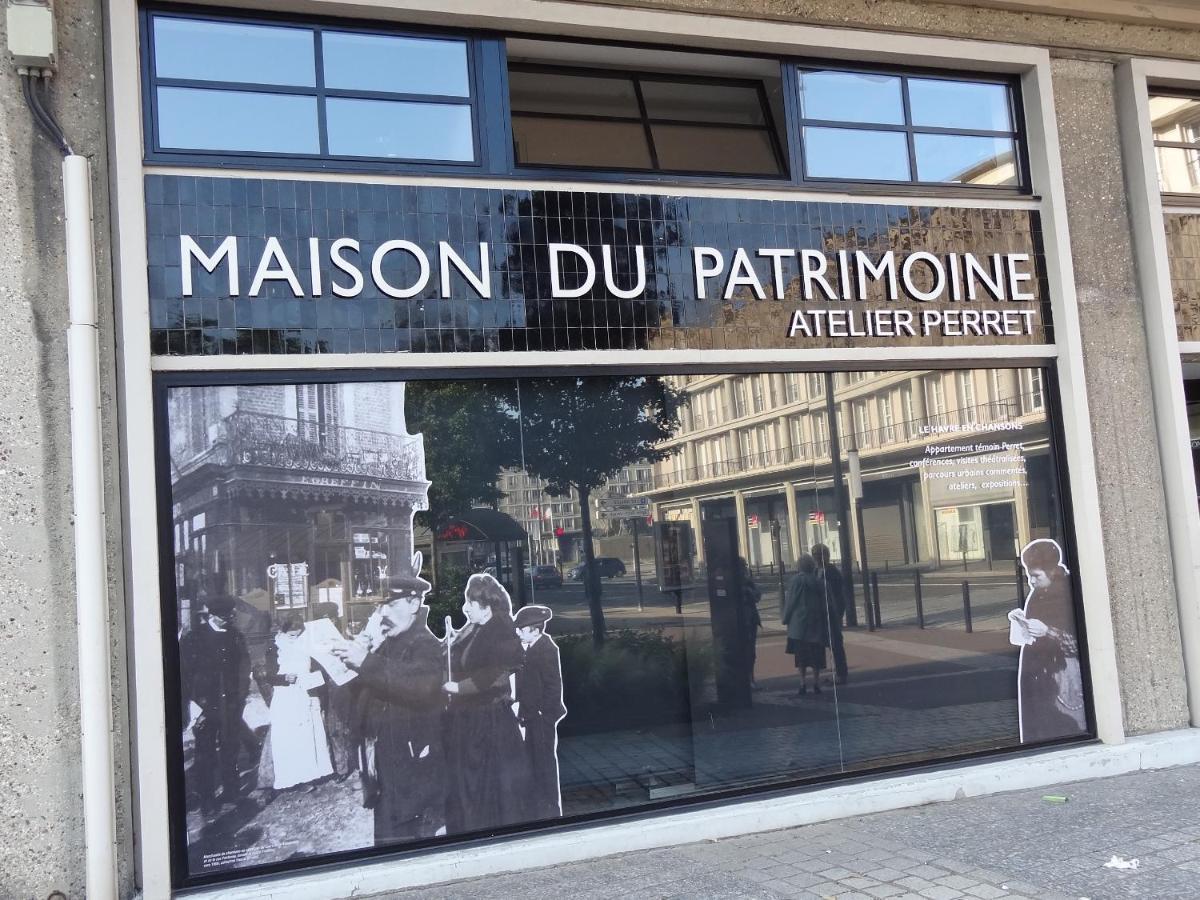 MAISON DU PATRIMOINE
ATELIER PERRET
LE HAVRE EN CHANSONS
Appartement témoin Perret,
conférences, visites théâtralisées,
parcours urbains commentés,
ateliers, expositions...